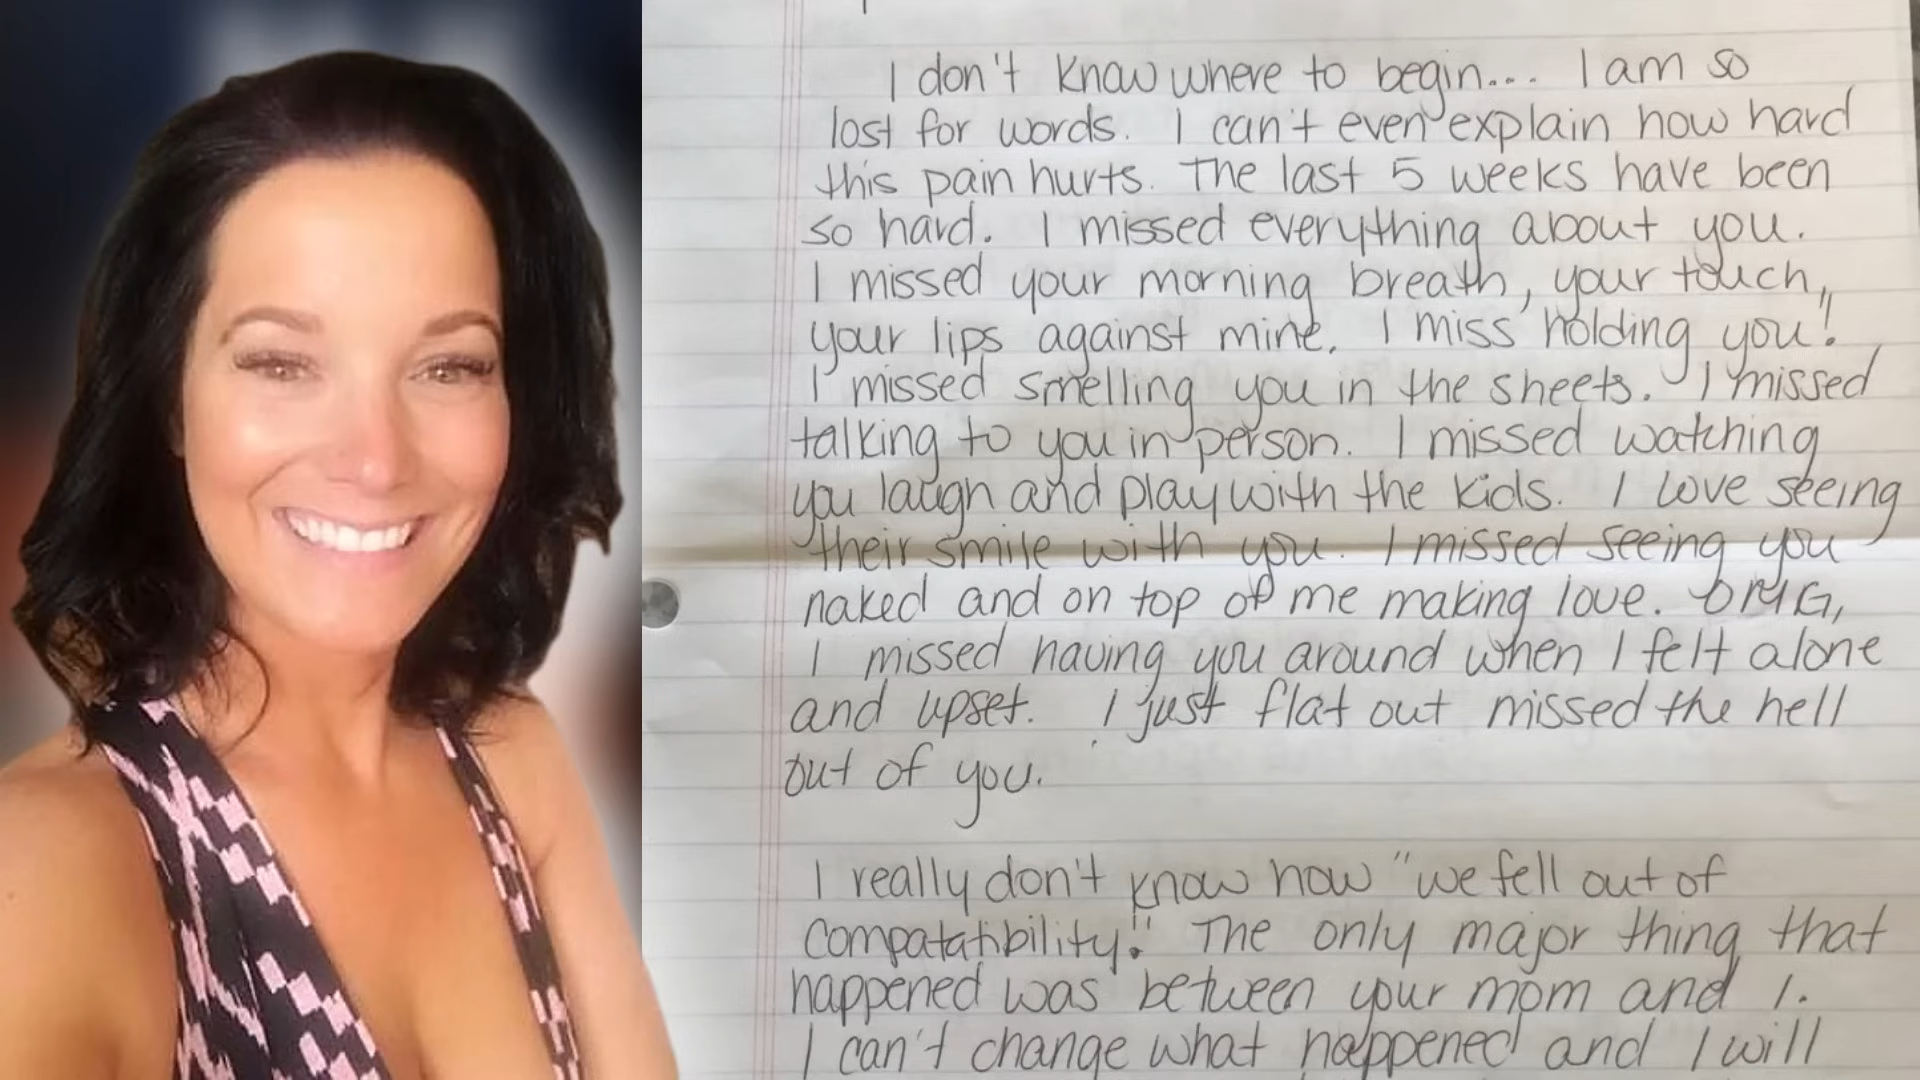 I don't know where to begin... I am so
lost for words. I can't even explain how hard
this pain hurts. The last 5 weeks have been
so hard. I missed everything about you.
I missed your morning breath, your touch,
your lips against mine. I miss "holding you"!
I missed smelling you in the sheets. I missed
talking to you in person. I missed watching
you laugh and play with the kids. I love seeing
their smile with you. I missed seeing you
naked and on top of me making love. OMG,
I missed having you around when I felt alone
and upset. I just flat out missed the hell
out of you.
I really don't know how "we fell out of
compatatibility." The only major thing that
happened was between your mom and I.
I can't change what happened and I will